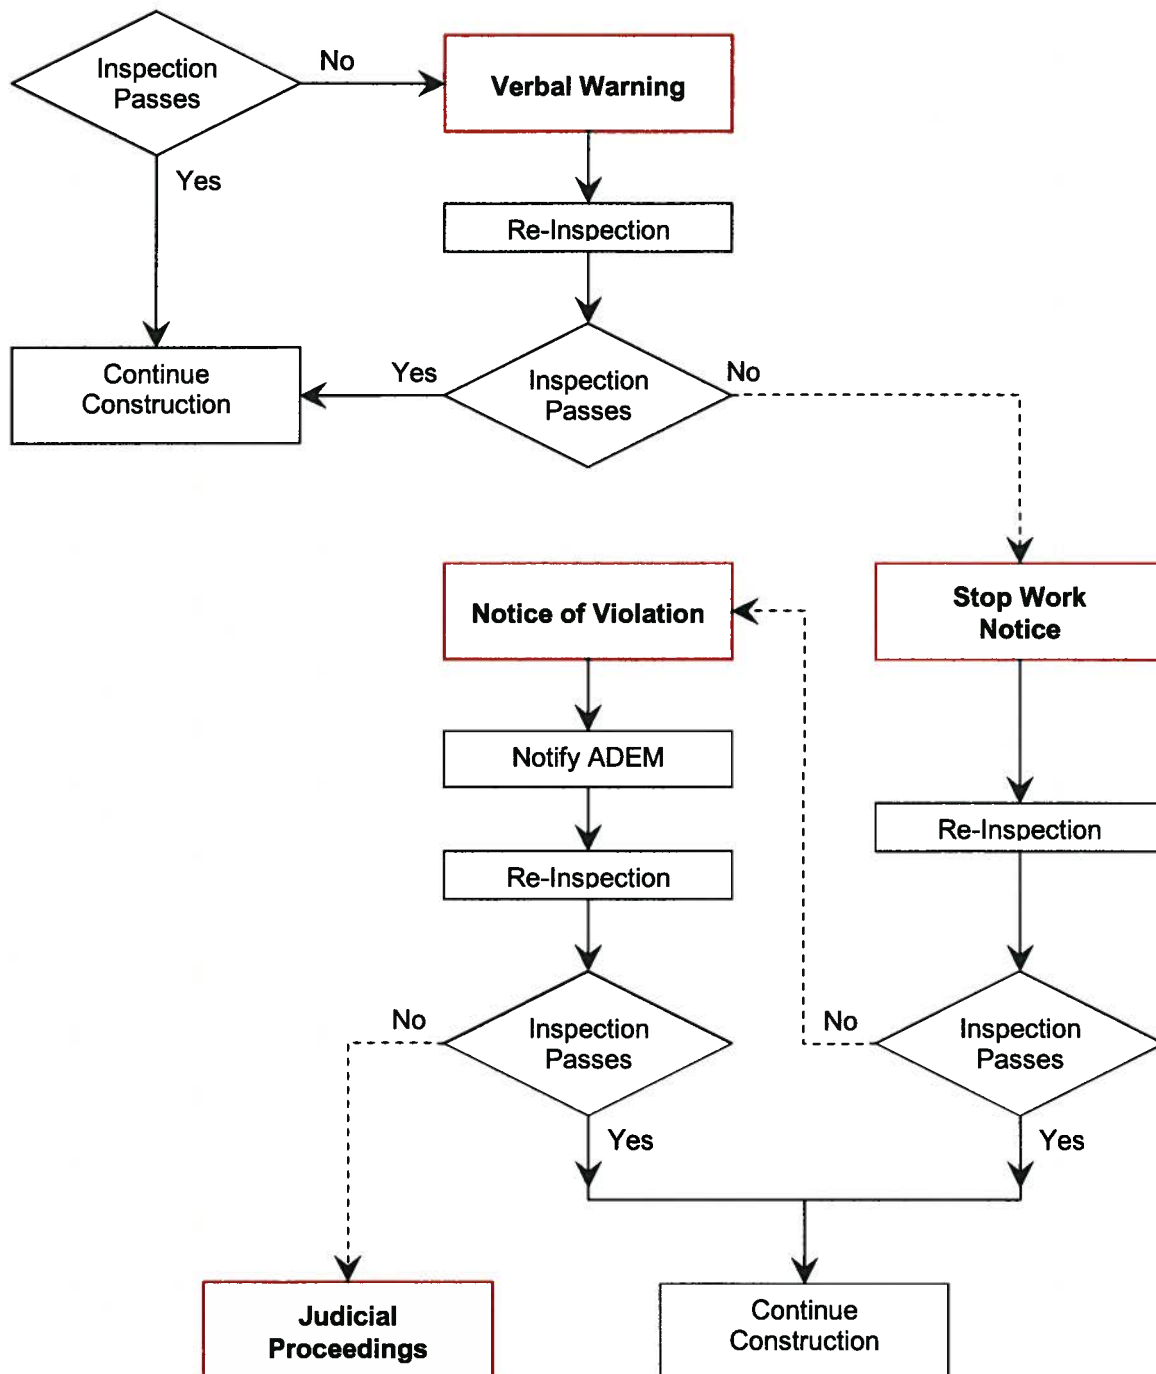 Inspection
Passes
No
Verbal Warning
Yes
Re-Inspection
Continue
Construction
Yes
Inspection
Passes
No
Notice of Violation
Stop Work
Notice
Notify ADEM
Re-Inspection
Re-Inspection
No
Inspection
Passes
No
Inspection
Passes
Yes
Yes
Judicial
Proceedings
Continue
Construction